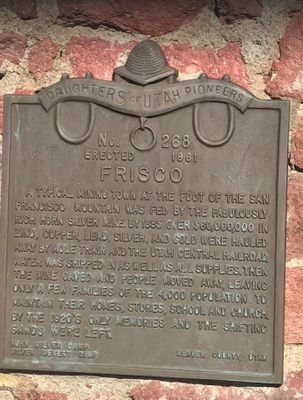 DAUGHTERS OF UTAH PIONEERS
No. 268
ERECTED 1961
FRISCO
A TYPICAL MINING TOWN AT THE FOOT OF THE SAN
FRANCISCO MOUNTAIN WAS FED BY THE FABULOUSLY
RICH HORN SILVER MINE. BY 1885 OVER $60,000,000 IN
ZINC, COPPER, LEAD, SILVER, AND GOLD WERE HAULED
AWAY BY MULE TRAIN AND THE UTAH CENTRAL RAILROAD.
WATER WAS SHIPPED IN AS WELL AS ALL SUPPLIES. THEN
THE MINE CAVED AND PEOPLE MOVED AWAY, LEAVING
ONLY A FEW FAMILIES OF THE 4,000 POPULATION TO
MAINTAIN THEIR HOMES, STORES, SCHOOL AND CHURCH.
BY THE 1920'S ONLY MEMORIES AND THE SHIFTING
SANDS WERE LEFT.
HORN SILVER CAMP
SILVER DESERT CAMP BEAVER COUNTY, UTAH